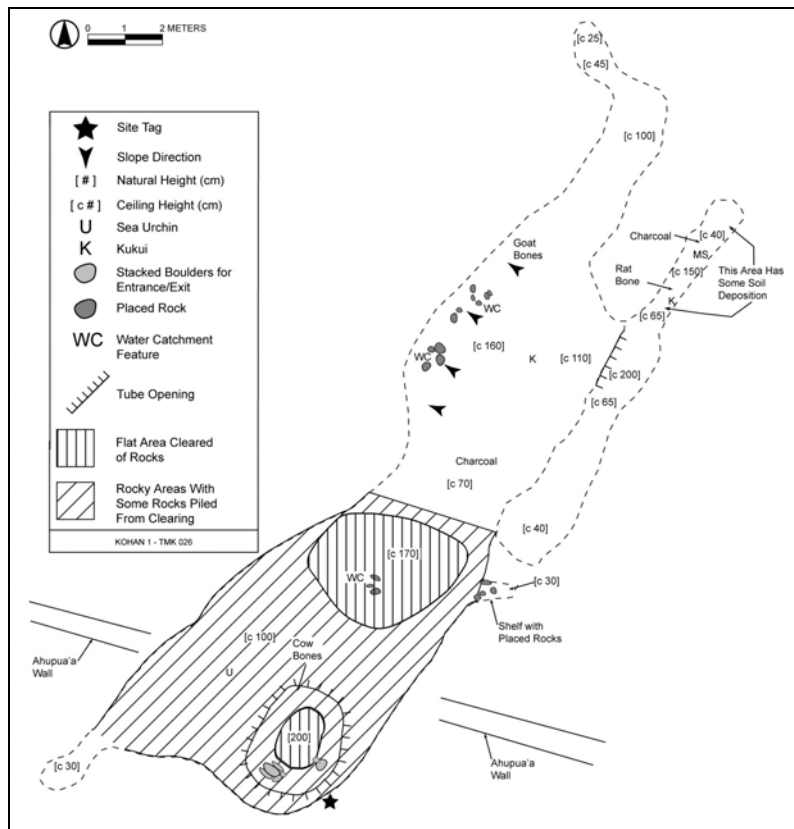 0 1 2 METERS
[c 25]
[c 45]
[c 100]
Site Tag
Slope Direction
[ # ] Natural Height (cm)
[ c # ] Ceiling Height (cm)
U Sea Urchin
K Kukui
Stacked Boulders for
Entrance/Exit
Placed Rock
WC Water Catchment
Feature
Tube Opening
Flat Area Cleared
of Rocks
Rocky Areas With
Some Rocks Piled
From Clearing
KOHAN 1 - TMK 026
Goat
Bones
Charcoal
[c 40]
MS
[c 150]
Rat
Bone
K
[c 65]
This Area Has
Some Soil
Deposition
WC
WC
[c 160]
K
[c 110]
[c 200]
[c 65]
Charcoal
[c 70]
[c 40]
[c 170]
WC
[c 30]
Shelf with
Placed Rocks
[c 100]
Cow
Bones
U
Ahupua'a
Wall
[200]
[c 30]
Ahupua'a
Wall